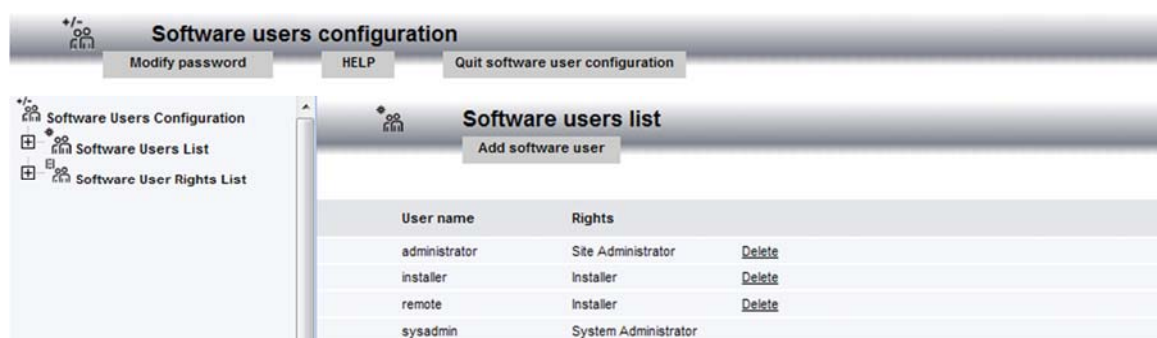 Software users configuration
Modify password HELP Quit software user configuration
Software Users Configuration
Software Users List
Software User Rights List
Software users list
Add software user
User name Rights
administrator Site Administrator Delete
installer Installer Delete
remote Installer Delete
sysadmin System Administrator